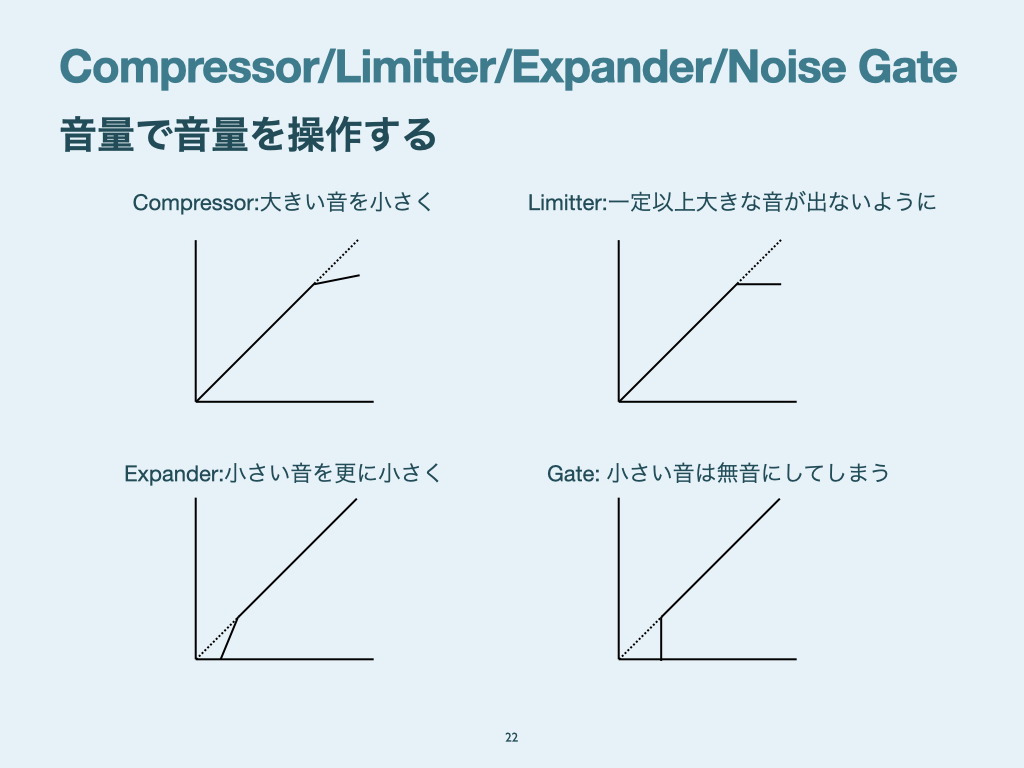 Compressor/Limitter/Expander/Noise Gate
音量で音量を操作する
Compressor:大きい音を小さく
Limitter:一定以上大きな音が出ないように
Expander:小さい音を更に小さく
Gate: 小さい音は無音にしてしまう
22